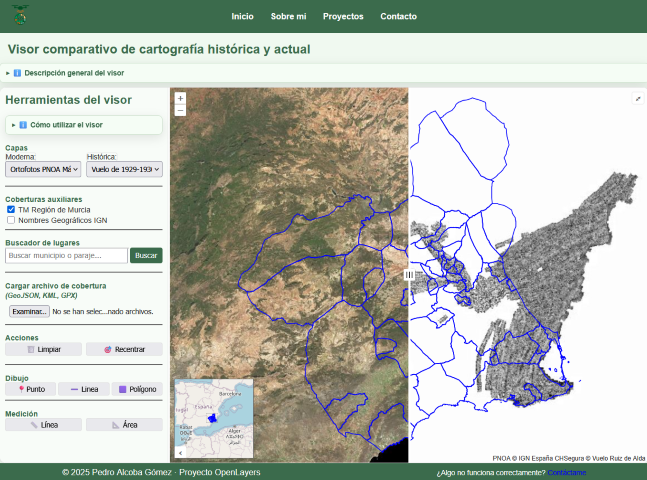 Inicio Sobre mi Proyectos Contacto
Visor comparativo de cartografía histórica y actual
Descripción general del visor
Herramientas del visor
Cómo utilizar el visor
Capas
Moderna: Histórica:
Ortofotos PNOA Má Vuelo de 1929-1930
Coberturas auxiliares
TM Región de Murcia
Nombres Geográficos IGN
Buscador de lugares
Buscar municipio o paraje... Buscar
Cargar archivo de cobertura
(GeoJSON, KML, GPX)
Examinar... No se han selec...nado archivos.
Acciones
Limpiar Recentrar
Dibujo
Punto Linea Polígono
Medición
Línea Área
+
−
Barcelona
España
Alger
PNOA © IGN España CHSegura © Vuelo Ruiz de Alda
© 2025 Pedro Alcoba Gómez · Proyecto OpenLayers
¿Algo no funciona correctamente? Contáctame